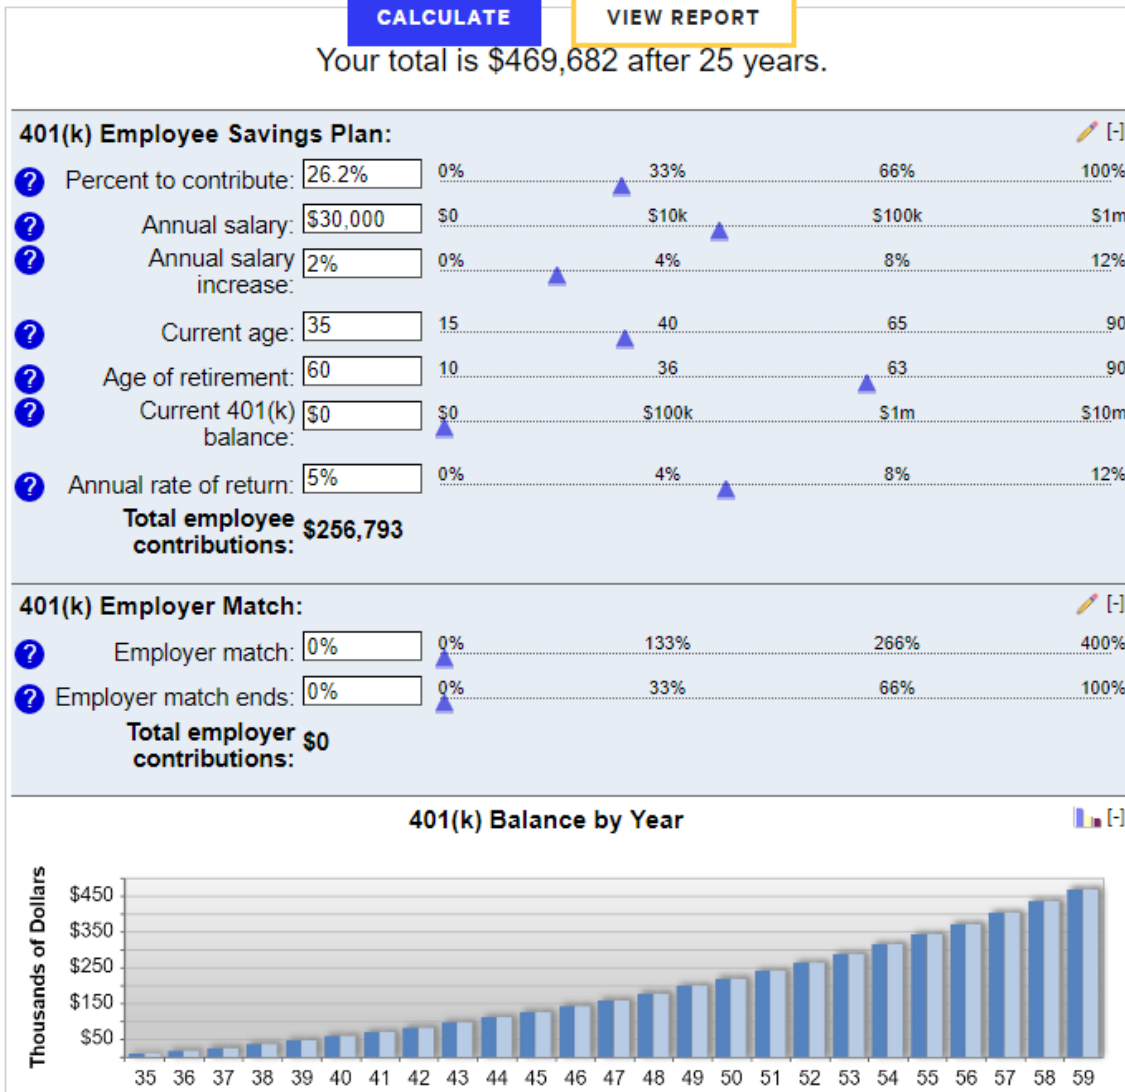 CALCULATE VIEW REPORT
Your total is $469,682 after 25 years.
401(k) Employee Savings Plan: [-]
? Percent to contribute: 26.2% 0% 33% 66% 100%
? Annual salary: $30,000 $0 $10k $100k $1m
? Annual salary increase: 2% 0% 4% 8% 12%
? Current age: 35 15 40 65 90
? Age of retirement: 60 10 36 63 90
? Current 401(k) balance: $0 $0 $100k $1m $10m
? Annual rate of return: 5% 0% 4% 8% 12%
Total employee contributions: $256,793
401(k) Employer Match: [-]
? Employer match: 0% 0% 133% 266% 400%
? Employer match ends: 0% 0% 33% 66% 100%
Total employer contributions: $0
401(k) Balance by Year [-]
Thousands of Dollars
$450
$350
$250
$150
$50
35 36 37 38 39 40 41 42 43 44 45 46 47 48 49 50 51 52 53 54 55 56 57 58 59